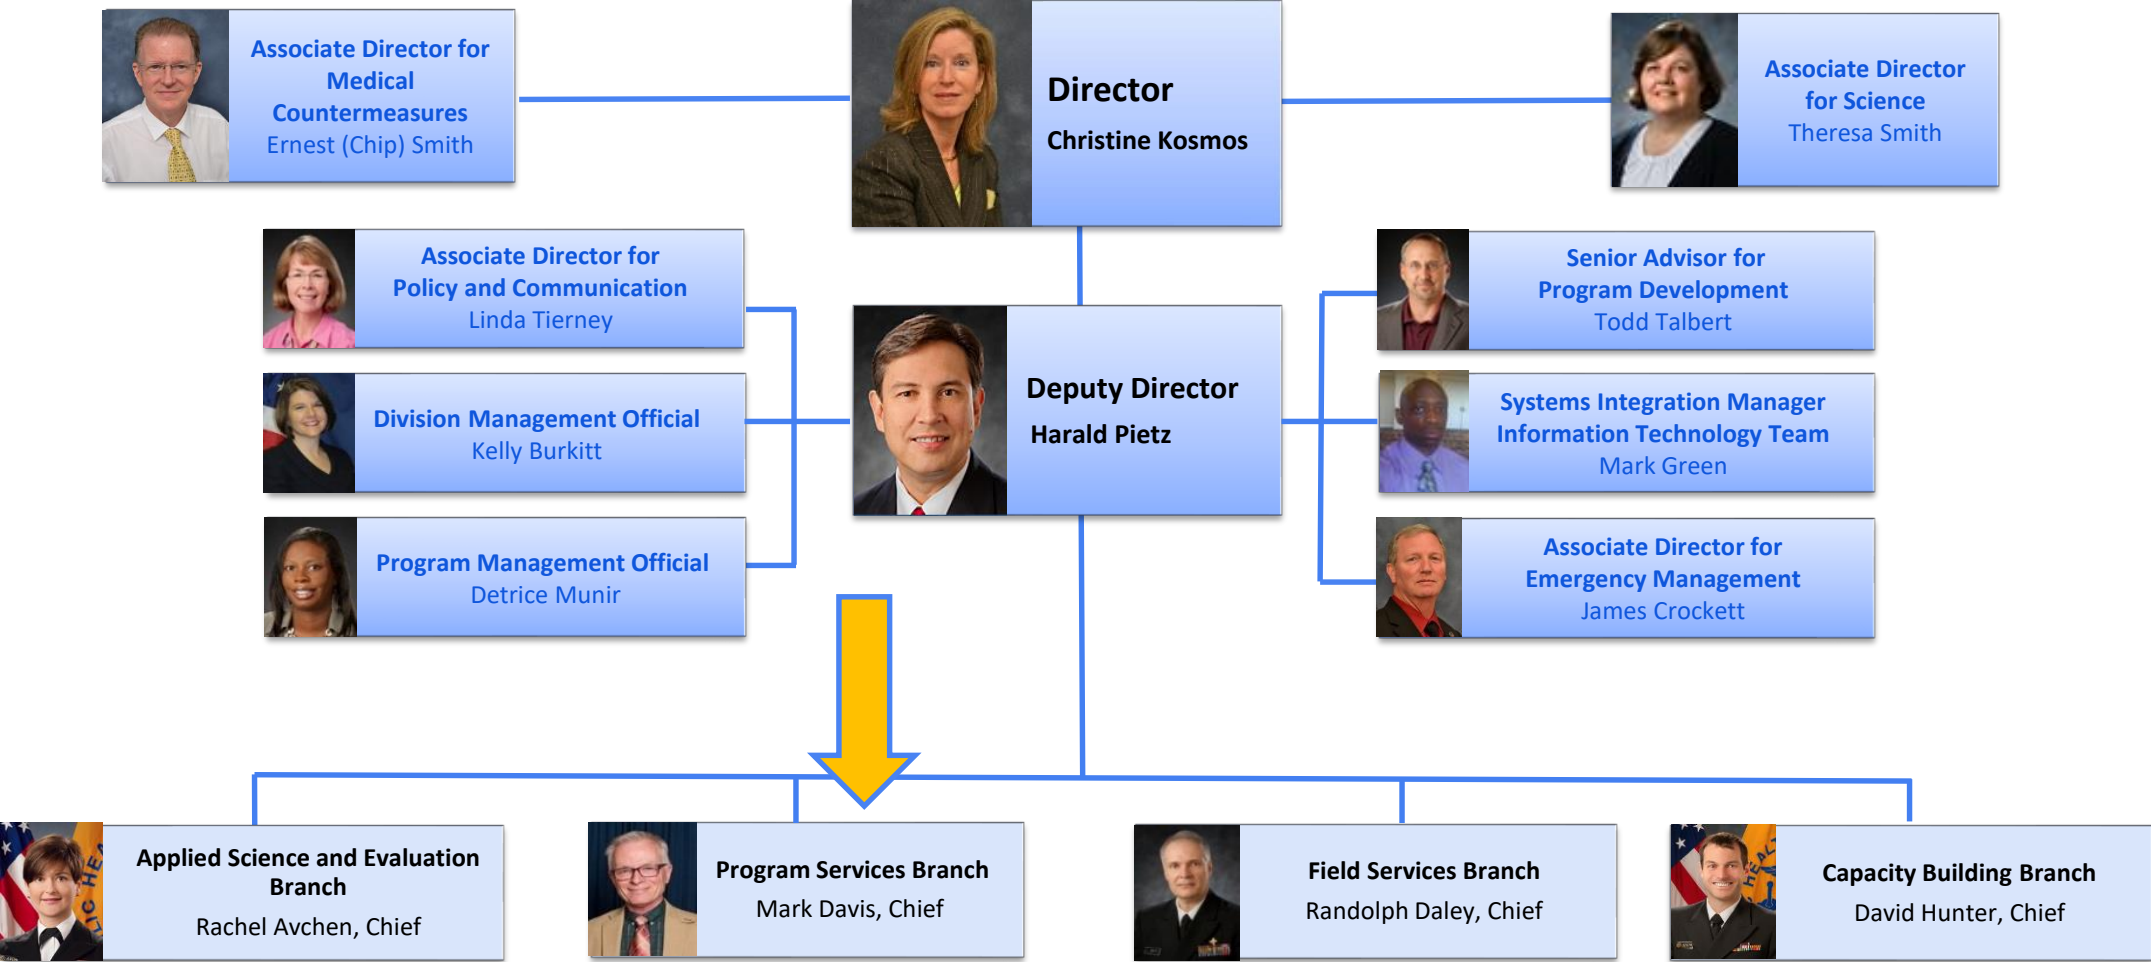 Associate Director for
Medical
Countermeasures
Ernest (Chip) Smith
Director
Christine Kosmos
Associate Director
for Science
Theresa Smith
Associate Director for
Policy and Communication
Linda Tierney
Division Management Official
Kelly Burkitt
Program Management Official
Detrice Munir
Deputy Director
Harald Pietz
Senior Advisor for
Program Development
Todd Talbert
Systems Integration Manager
Information Technology Team
Mark Green
Associate Director for
Emergency Management
James Crockett
Applied Science and Evaluation
Branch
Rachel Avchen, Chief
Program Services Branch
Mark Davis, Chief
Field Services Branch
Randolph Daley, Chief
Capacity Building Branch
David Hunter, Chief